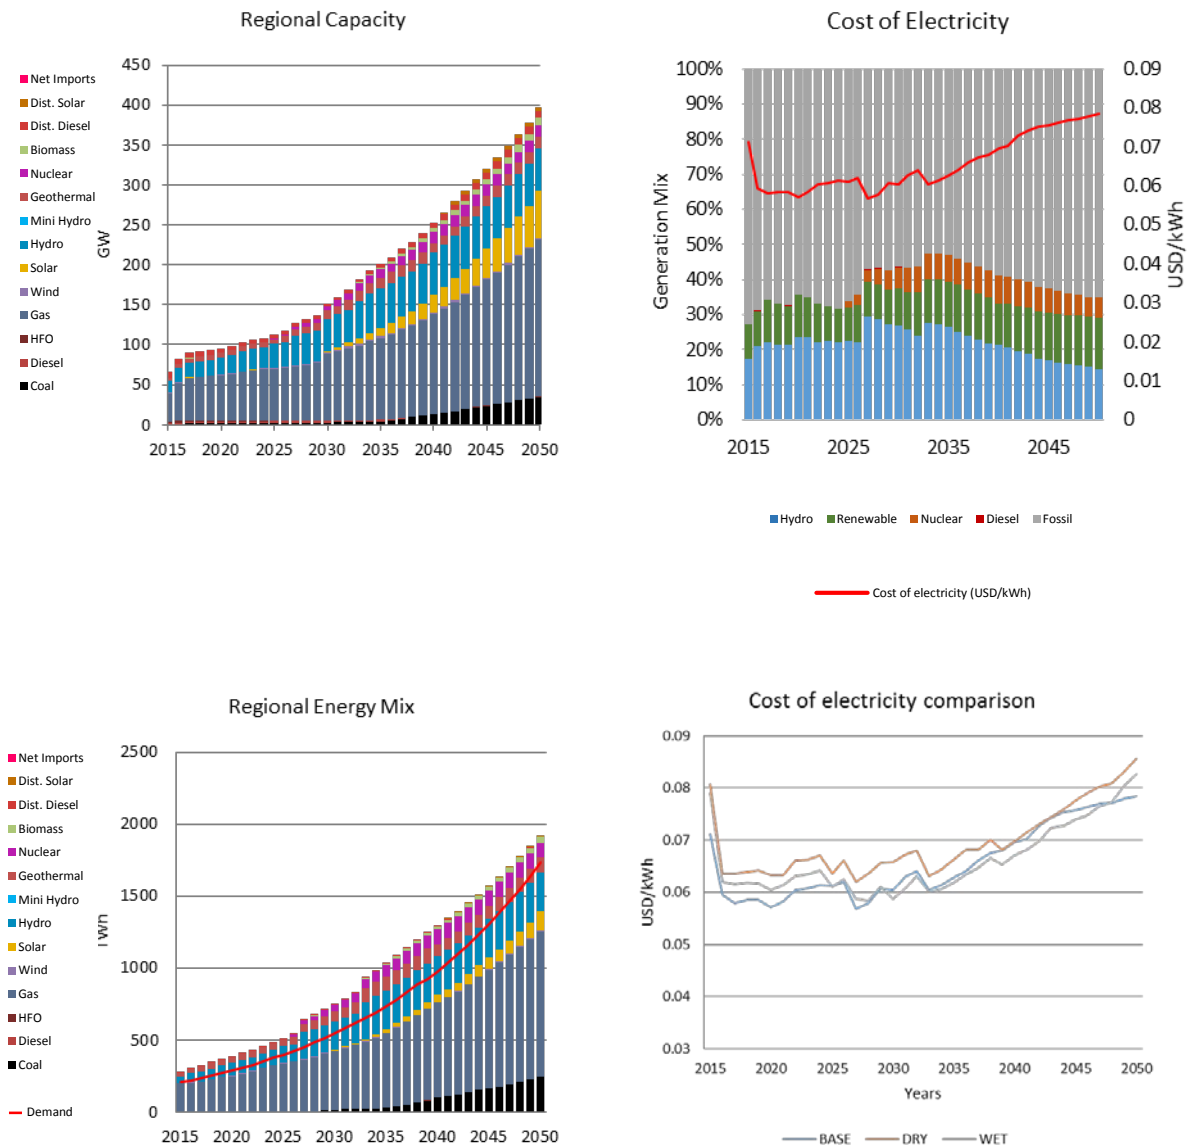 Regional Capacity
Net Imports
Dist. Solar
Dist. Diesel
Biomass
Nuclear
Geothermal
Mini Hydro
Hydro
Solar
Wind
Gas
HFO
Diesel
Coal
GW
450
400
350
300
250
200
150
100
50
0
2015 2020 2025 2030 2035 2040 2045 2050
Cost of Electricity
Generation Mix
100%
90%
80%
70%
60%
50%
40%
30%
20%
10%
0%
0.09
0.08
0.07
0.06
0.05
0.04
0.03
0.02
0.01
0
USD/kWh
2015 2025 2035 2045
Hydro Renewable Nuclear Diesel Fossil
Cost of electricity (USD/kWh)
Regional Energy Mix
Net Imports
Dist. Solar
Dist. Diesel
Biomass
Nuclear
Geothermal
Mini Hydro
Hydro
Solar
Wind
Gas
HFO
Diesel
Coal
Demand
TWh
2500
2000
1500
1000
500
0
2015 2020 2025 2030 2035 2040 2045 2050
Cost of electricity comparison
USD/kWh
0.09
0.08
0.07
0.06
0.05
0.04
0.03
2015 2020 2025 2030 2035 2040 2045 2050
Years
BASE DRY WET